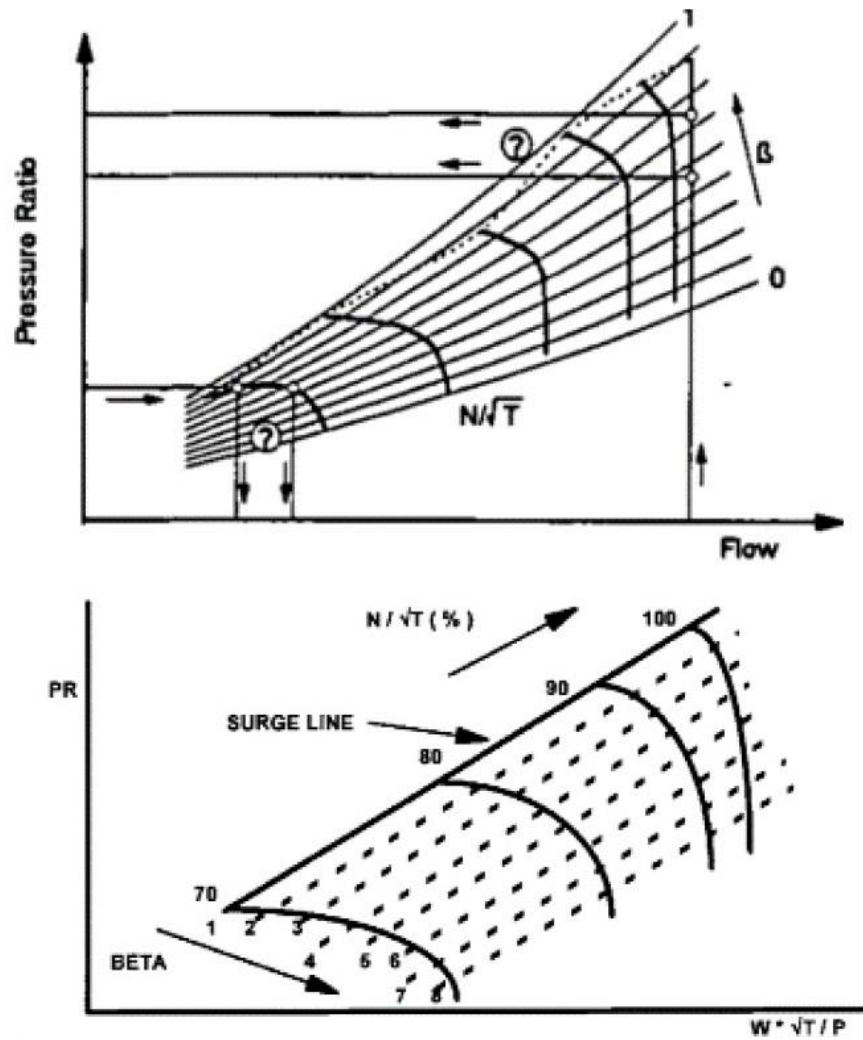 1
?
ß
Pressure Ratio
0
N/√T
?
Flow
N / √T ( % )
100
PR
90
SURGE LINE
80
70
1 2 3
4 5 6
BETA
7 8
W * √T / P